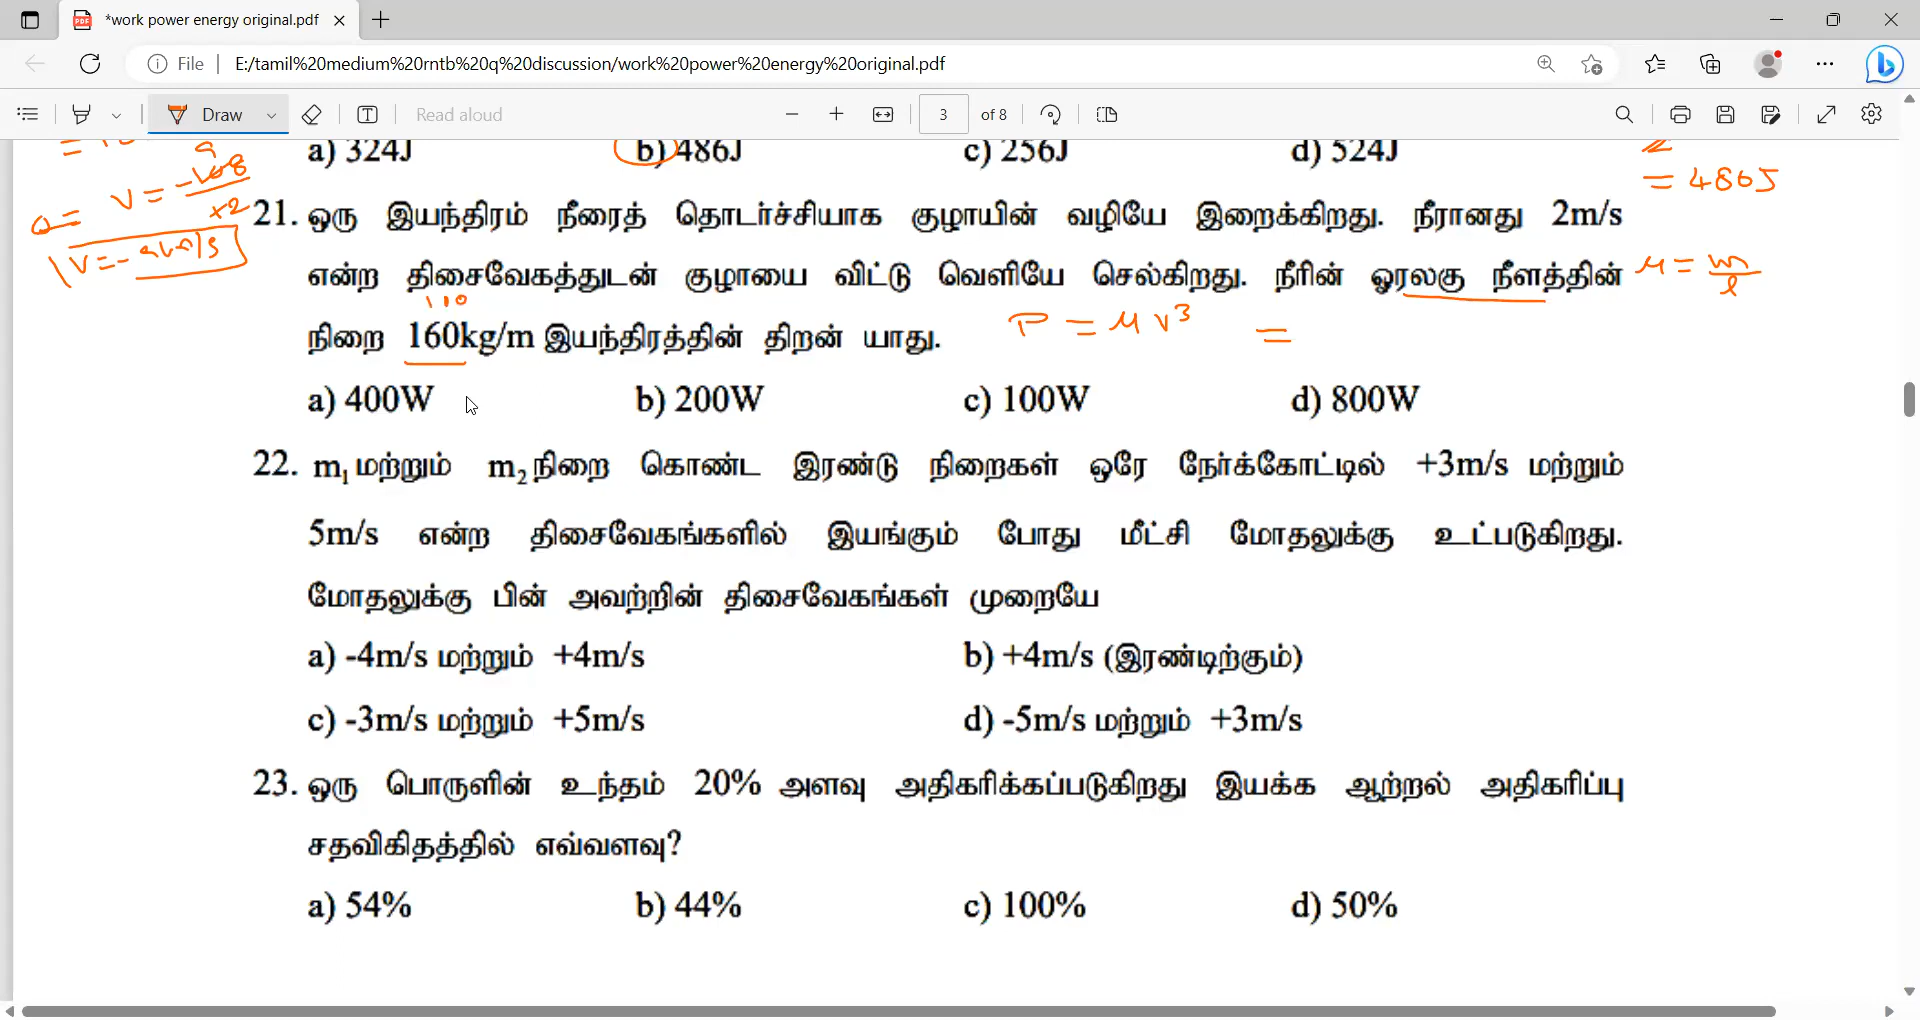 *work power energy original.pdf
File E:/tamil%20medium%20rntb%20q%20discussion/work%20power%20energy%20original.pdf
Draw Read aloud 3 of 8
a) 324J b) 486J c) 256J d) 524J
= 486J
V = -108
21. ஒரு இயந்திரம் நீரைத் தொடர்ச்சியாக குழாயின் வழியே இறைக்கிறது. நீரானது 2m/s
என்ற திசைவேகத்துடன் குழாயை விட்டு வெளியே செல்கிறது. நீரின் ஓரலகு நீளத்தின்
μ = m/l
100
நிறை 160kg/m இயந்திரத்தின் திறன் யாது.
P = μ v³ =
a) 400W b) 200W c) 100W d) 800W
22. m₁ மற்றும் m₂ நிறை கொண்ட இரண்டு நிறைகள் ஒரே நேர்க்கோட்டில் +3m/s மற்றும்
5m/s என்ற திசைவேகங்களில் இயங்கும் போது மீட்சி மோதலுக்கு உட்படுகிறது.
மோதலுக்கு பின் அவற்றின் திசைவேகங்கள் முறையே
a) -4m/s மற்றும் +4m/s b) +4m/s (இரண்டிற்கும்)
c) -3m/s மற்றும் +5m/s d) -5m/s மற்றும் +3m/s
23. ஒரு பொருளின் உந்தம் 20% அளவு அதிகரிக்கப்படுகிறது இயக்க ஆற்றல் அதிகரிப்பு
சதவிகிதத்தில் எவ்வளவு?
a) 54% b) 44% c) 100% d) 50%